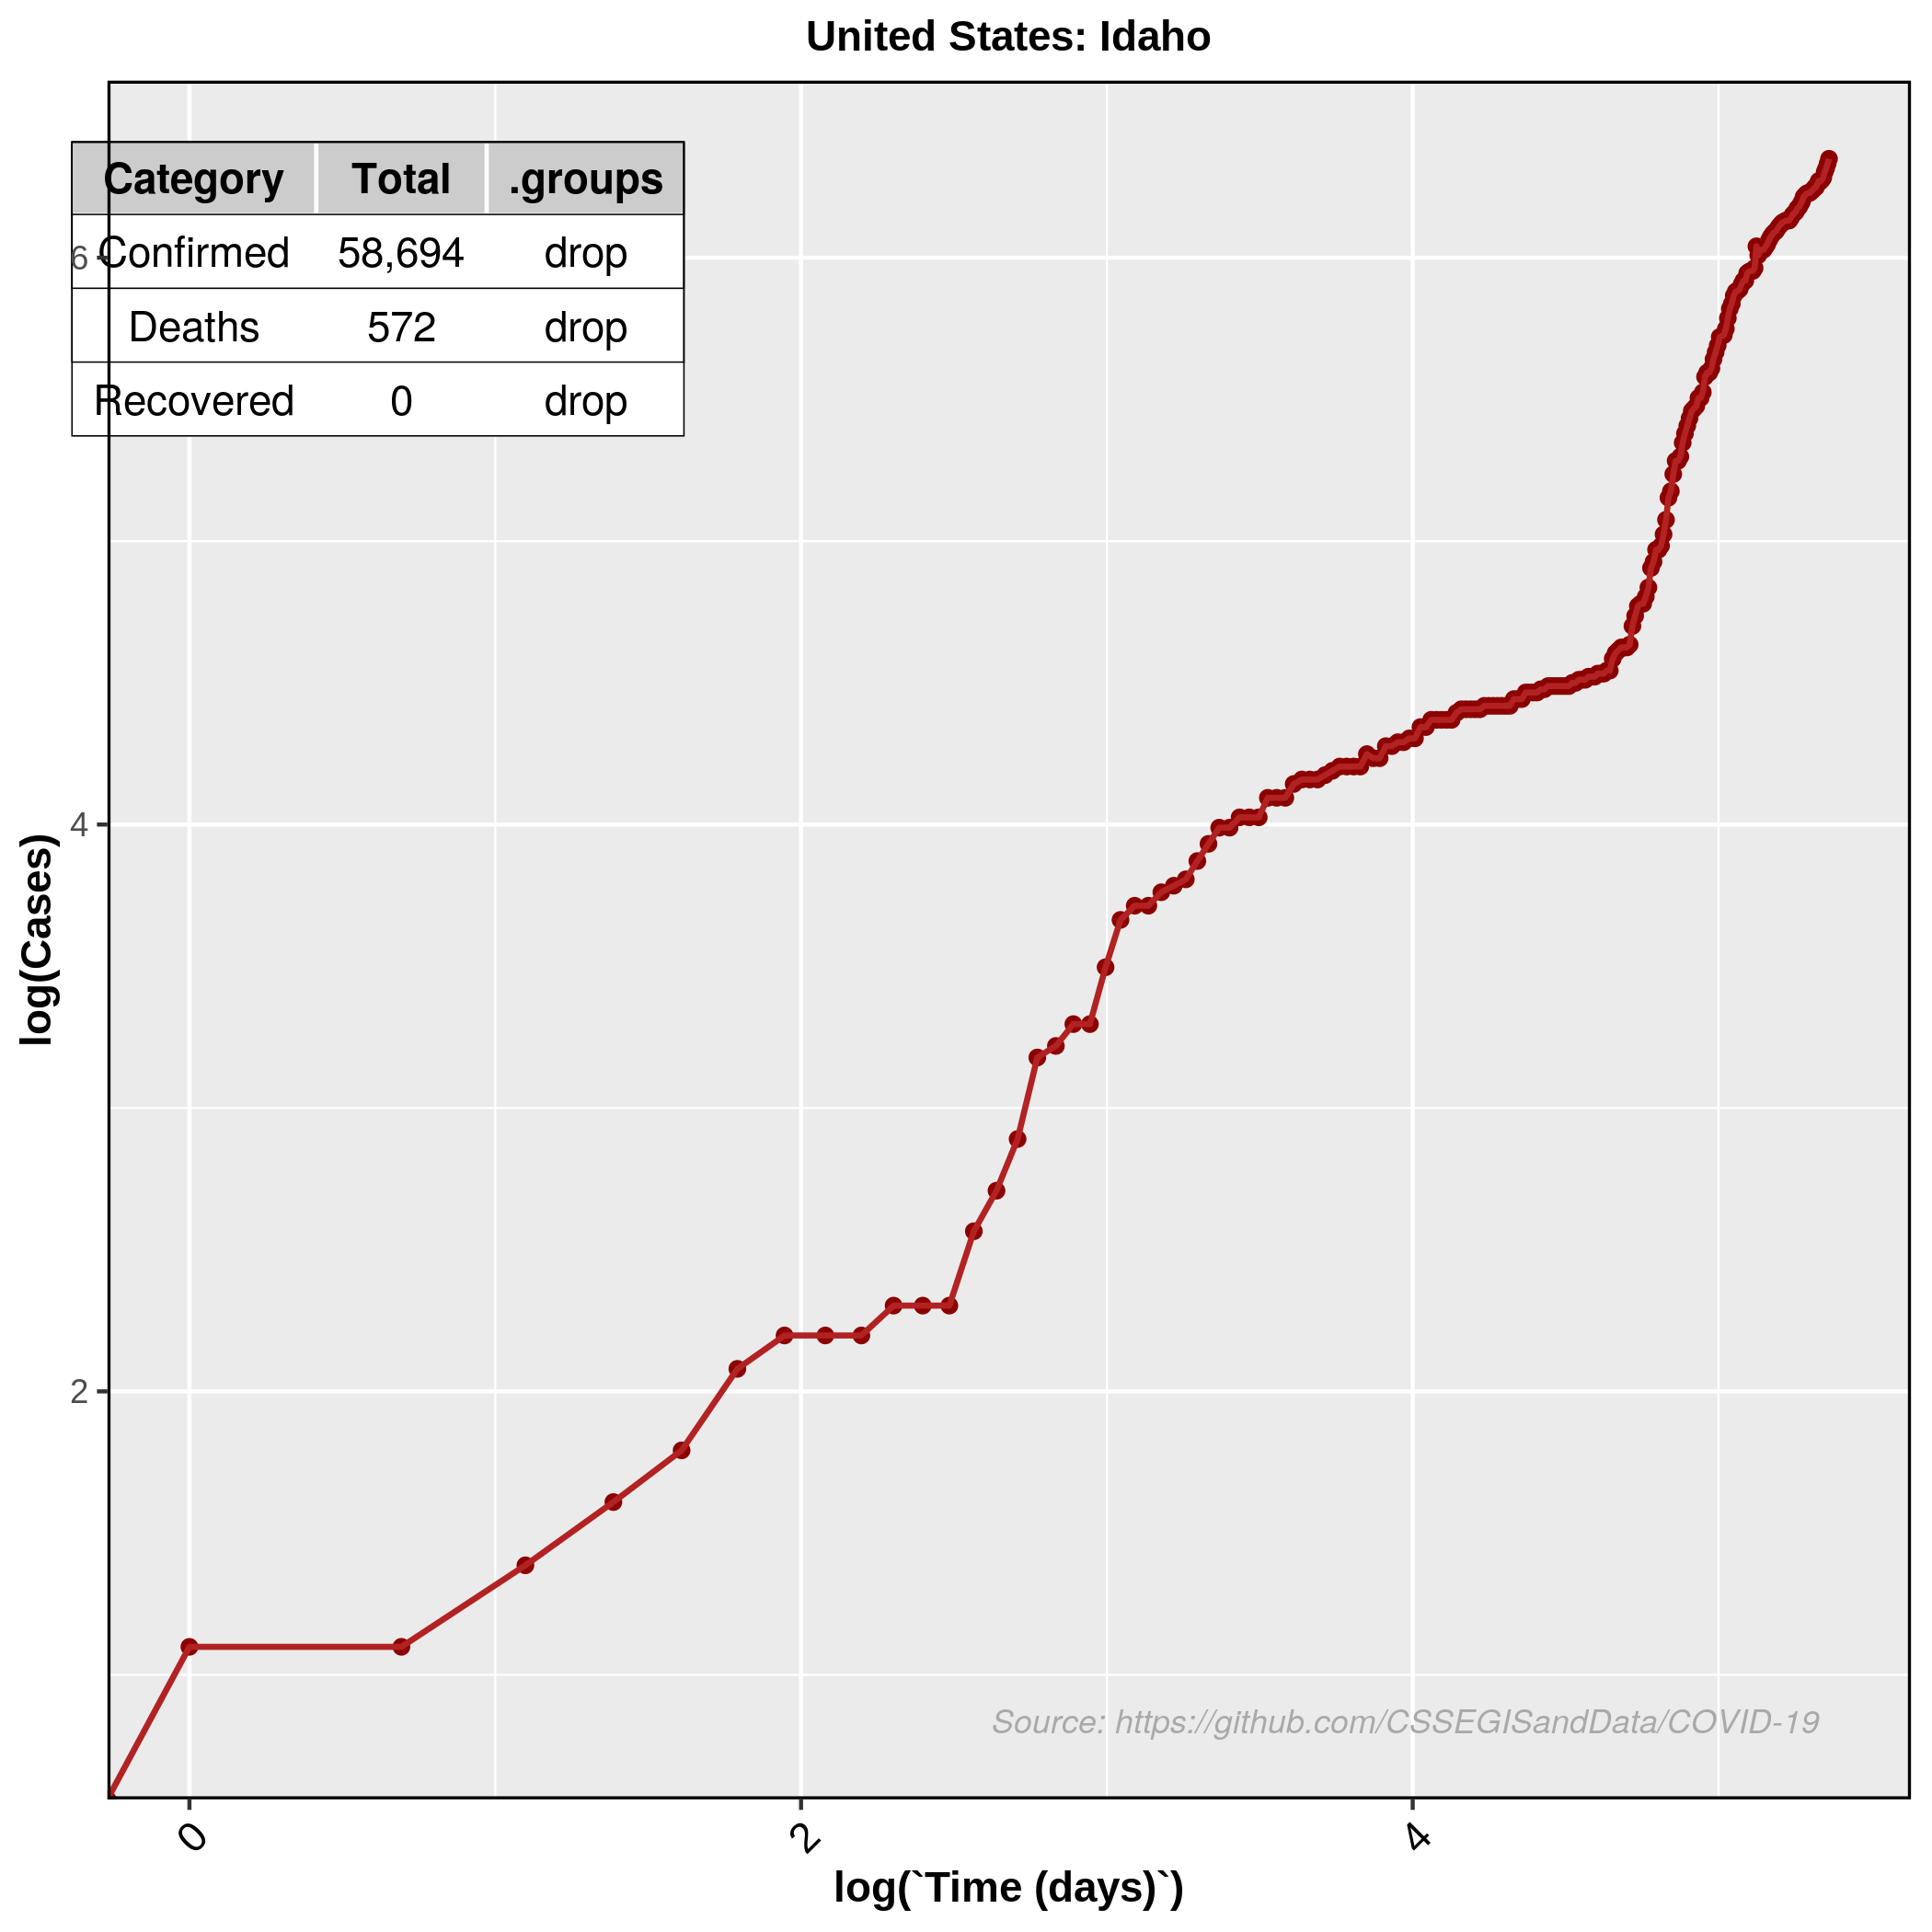 United States: Idaho
Category Total .groups
Confirmed 58,694 drop
Deaths 572 drop
Recovered 0 drop
6
4
2
log(Cases)
Source: https://github.com/CSSEGISandData/COVID-19
0 2 4
log(`Time (days)`)